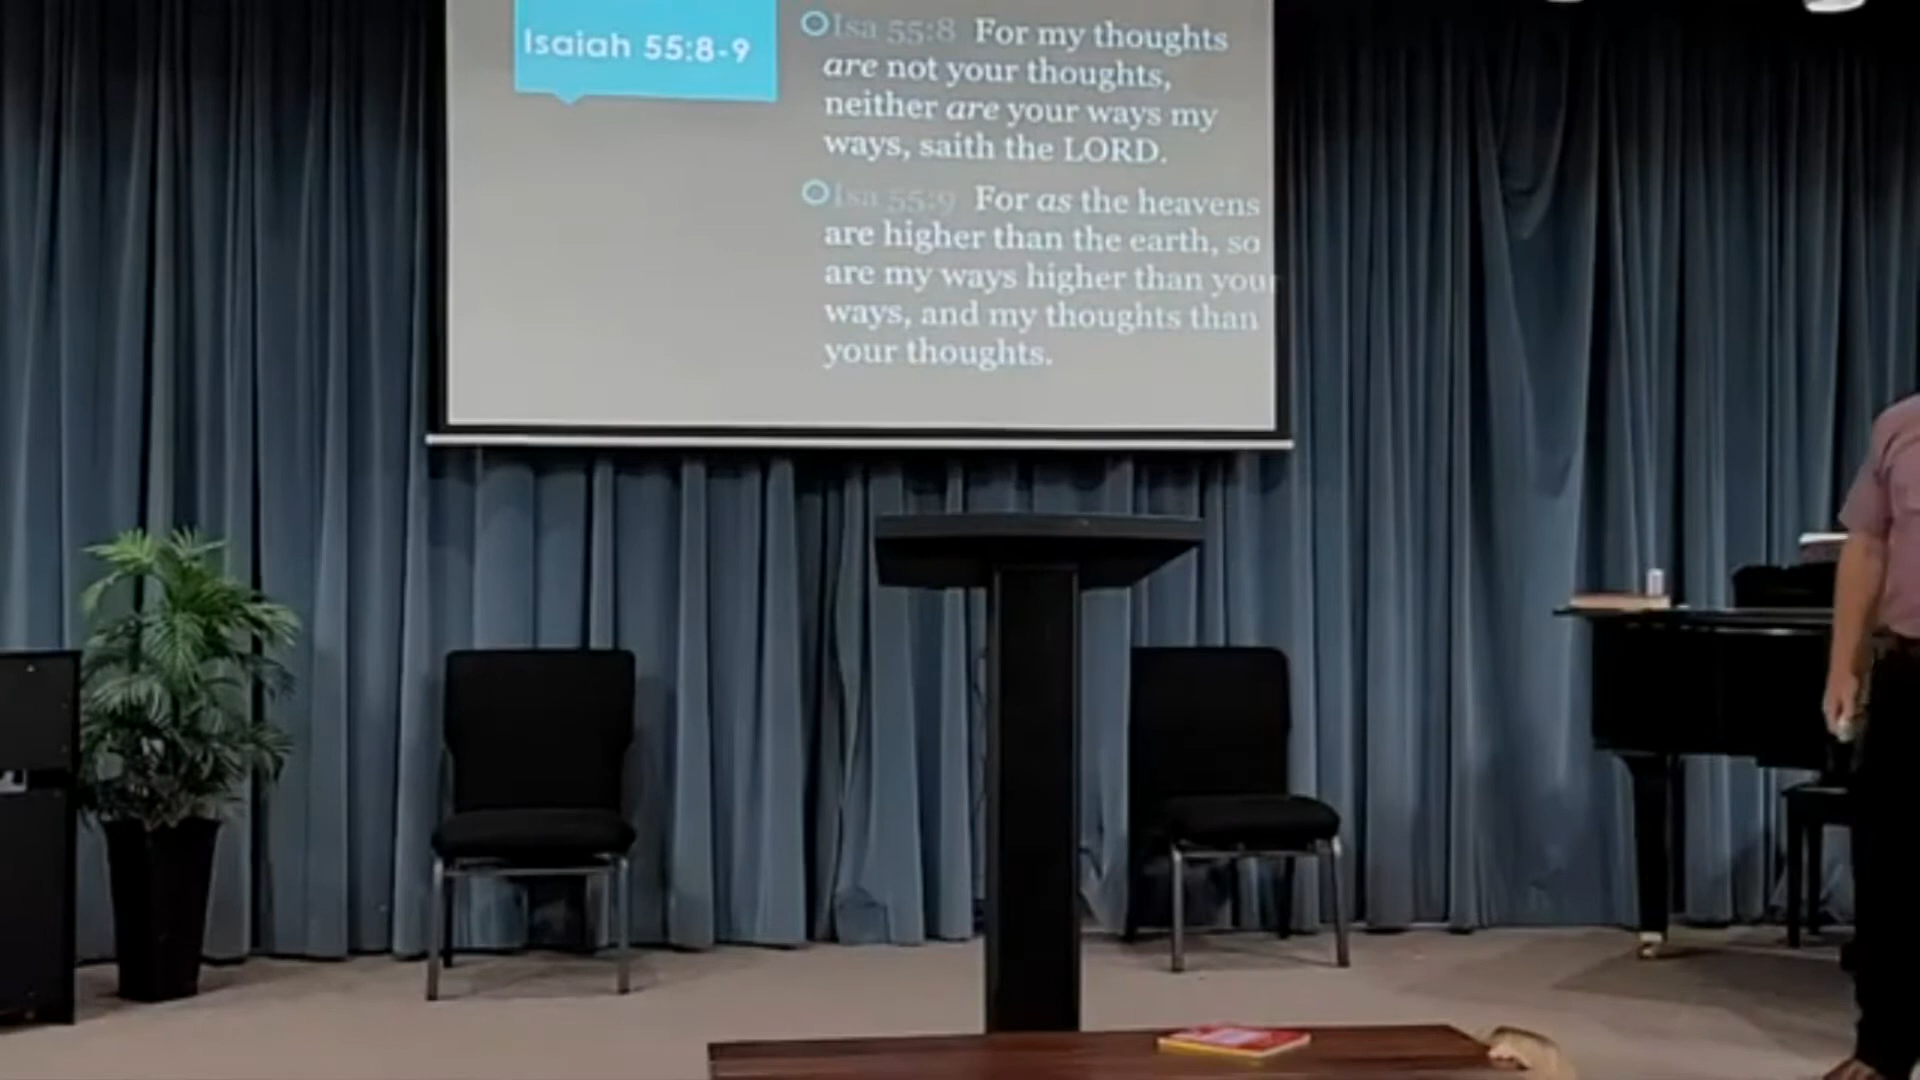 Isaiah 55:8-9
Isa 55:8 For my thoughts
are not your thoughts,
neither are your ways my
ways, saith the LORD.
Isa 55:9 For as the heavens
are higher than the earth, so
are my ways higher than your
ways, and my thoughts than
your thoughts.